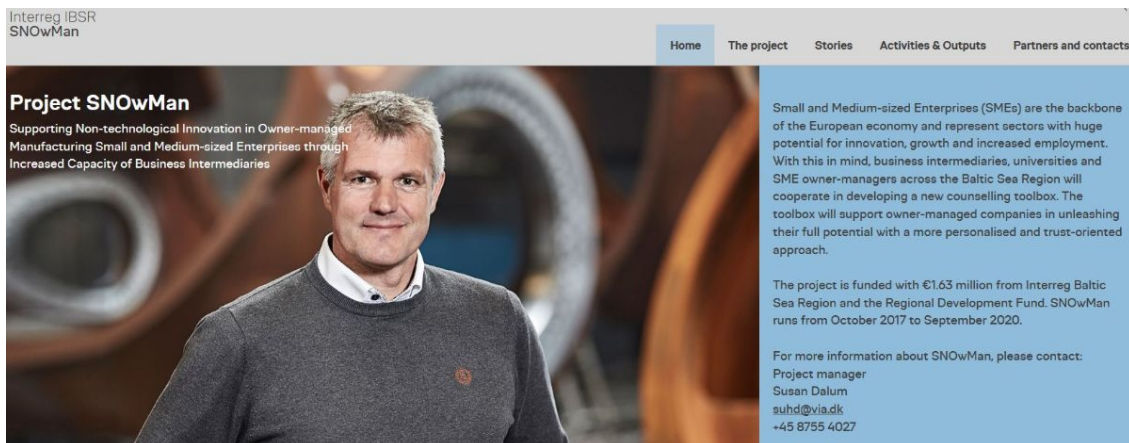 Interreg IBSR
SNOwMan
Home The project Stories Activities & Outputs Partners and contacts
Project SNOwMan
Supporting Non-technological Innovation in Owner-managed
Manufacturing Small and Medium-sized Enterprises through
Increased Capacity of Business Intermediaries
Small and Medium-sized Enterprises (SMEs) are the backbone
of the European economy and represent sectors with huge
potential for innovation, growth and increased employment.
With this in mind, business intermediaries, universities and
SME owner-managers across the Baltic Sea Region will
cooperate in developing a new counselling toolbox. The
toolbox will support owner-managed companies in unleashing
their full potential with a more personalised and trust-oriented
approach.
The project is funded with €1.63 million from Interreg Baltic
Sea Region and the Regional Development Fund. SNOwMan
runs from October 2017 to September 2020.
For more information about SNOwMan, please contact:
Project manager
Susan Dalum
suhd@via.dk
+45 8755 4027